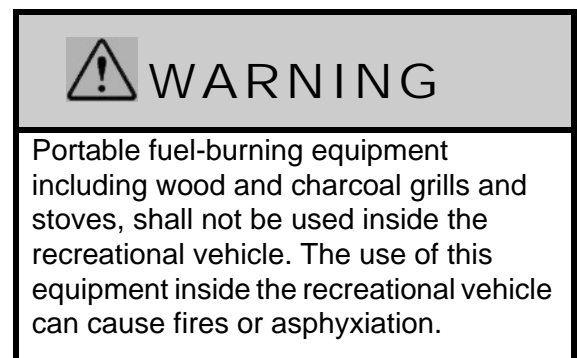 WARNING
Portable fuel-burning equipment
including wood and charcoal grills and
stoves, shall not be used inside the
recreational vehicle. The use of this
equipment inside the recreational vehicle
can cause fires or asphyxiation.